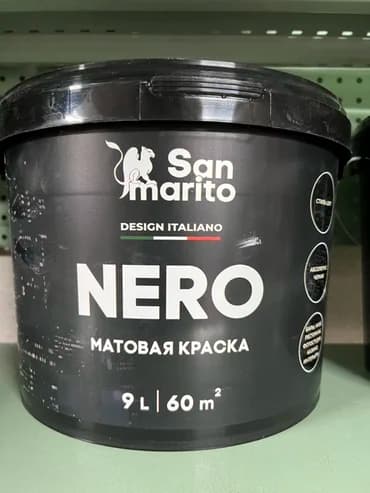 San
marito
DESIGN ITALIANO
NERO
МАТОВАЯ КРАСКА
9 L | 60 m²